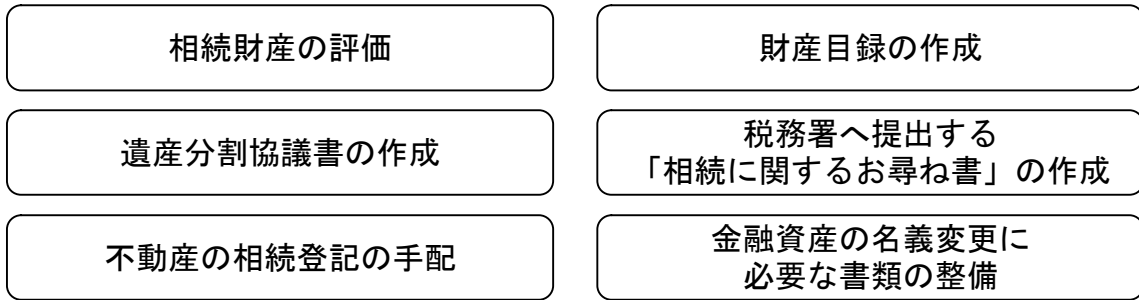 相続財産の評価
財産目録の作成
遺産分割協議書の作成
税務署へ提出する
「相続に関するお尋ね書」の作成
不動産の相続登記の手配
金融資産の名義変更に
必要な書類の整備